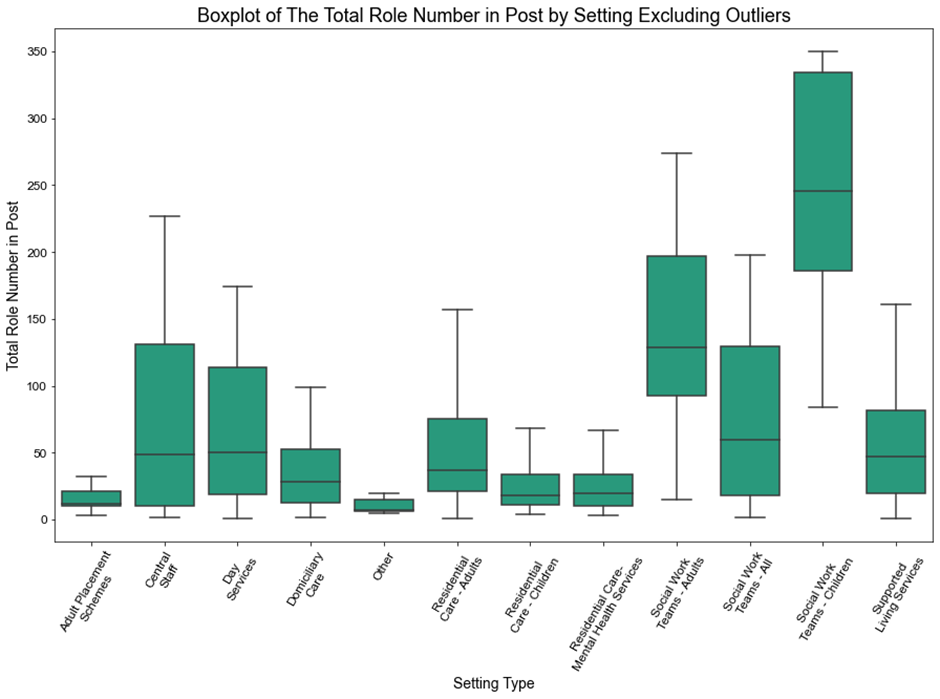 Boxplot of The Total Role Number in Post by Setting Excluding Outliers
Total Role Number in Post
350
300
250
200
150
100
50
0
Adult Placement
Schemes
Central
Staff
Day
Services
Domiciliary
Care
Other
Residential
Care - Adults
Residential
Care - Children
Residential Care-
Mental Health Services
Social Work
Teams - Adults
Social Work
Teams - All
Social Work
Teams - Children
Supported
Living Services
Setting Type